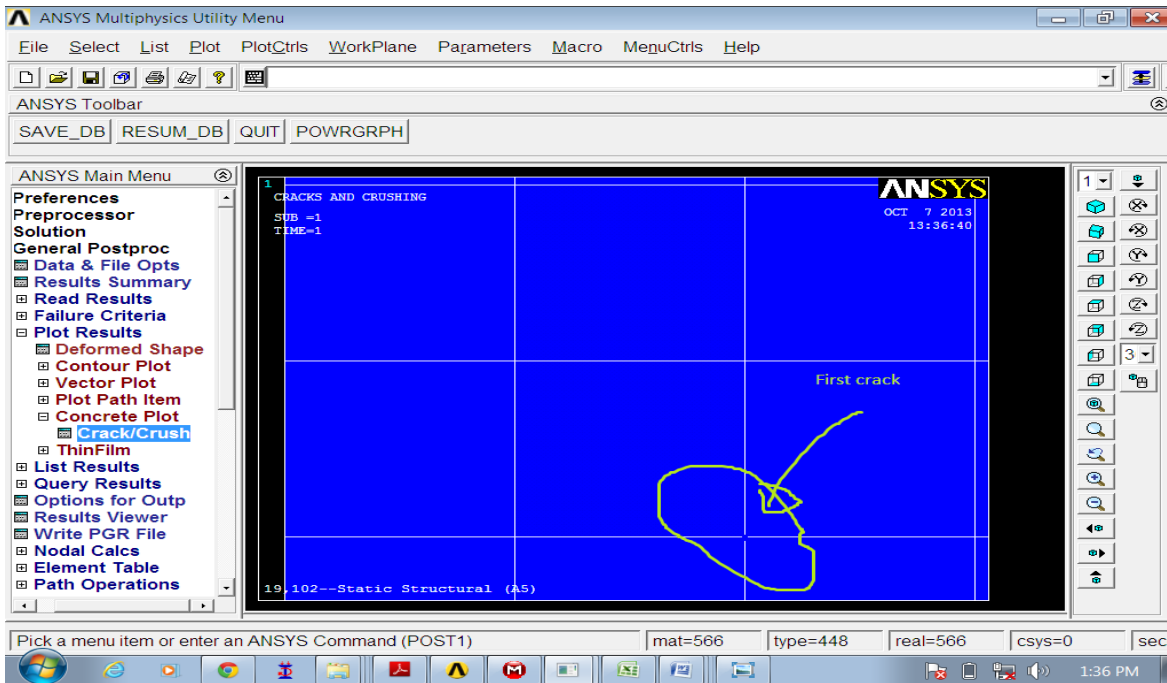 ANSYS Multiphysics Utility Menu
File Select List Plot PlotCtrls WorkPlane Parameters Macro MenuCtrls Help
?
ANSYS Toolbar
SAVE_DB RESUM_DB QUIT POWRGRPH
ANSYS Main Menu
Preferences
Preprocessor
Solution
General Postproc
Data & File Opts
Results Summary
Read Results
Failure Criteria
Plot Results
Deformed Shape
Contour Plot
Vector Plot
Plot Path Item
Concrete Plot
Crack/Crush
ThinFilm
List Results
Query Results
Options for Outp
Results Viewer
Write PGR File
Nodal Calcs
Element Table
Path Operations
1
CRACKS AND CRUSHING
SUB =1
TIME=1
ANSYS
OCT 7 2013
13:36:40
First crack
19,102--Static Structural (A5)
1
X
X
Y
Y
Z
Z
3
Pick a menu item or enter an ANSYS Command (POST1) mat=566 type=448 real=566 csys=0 sec
1:36 PM